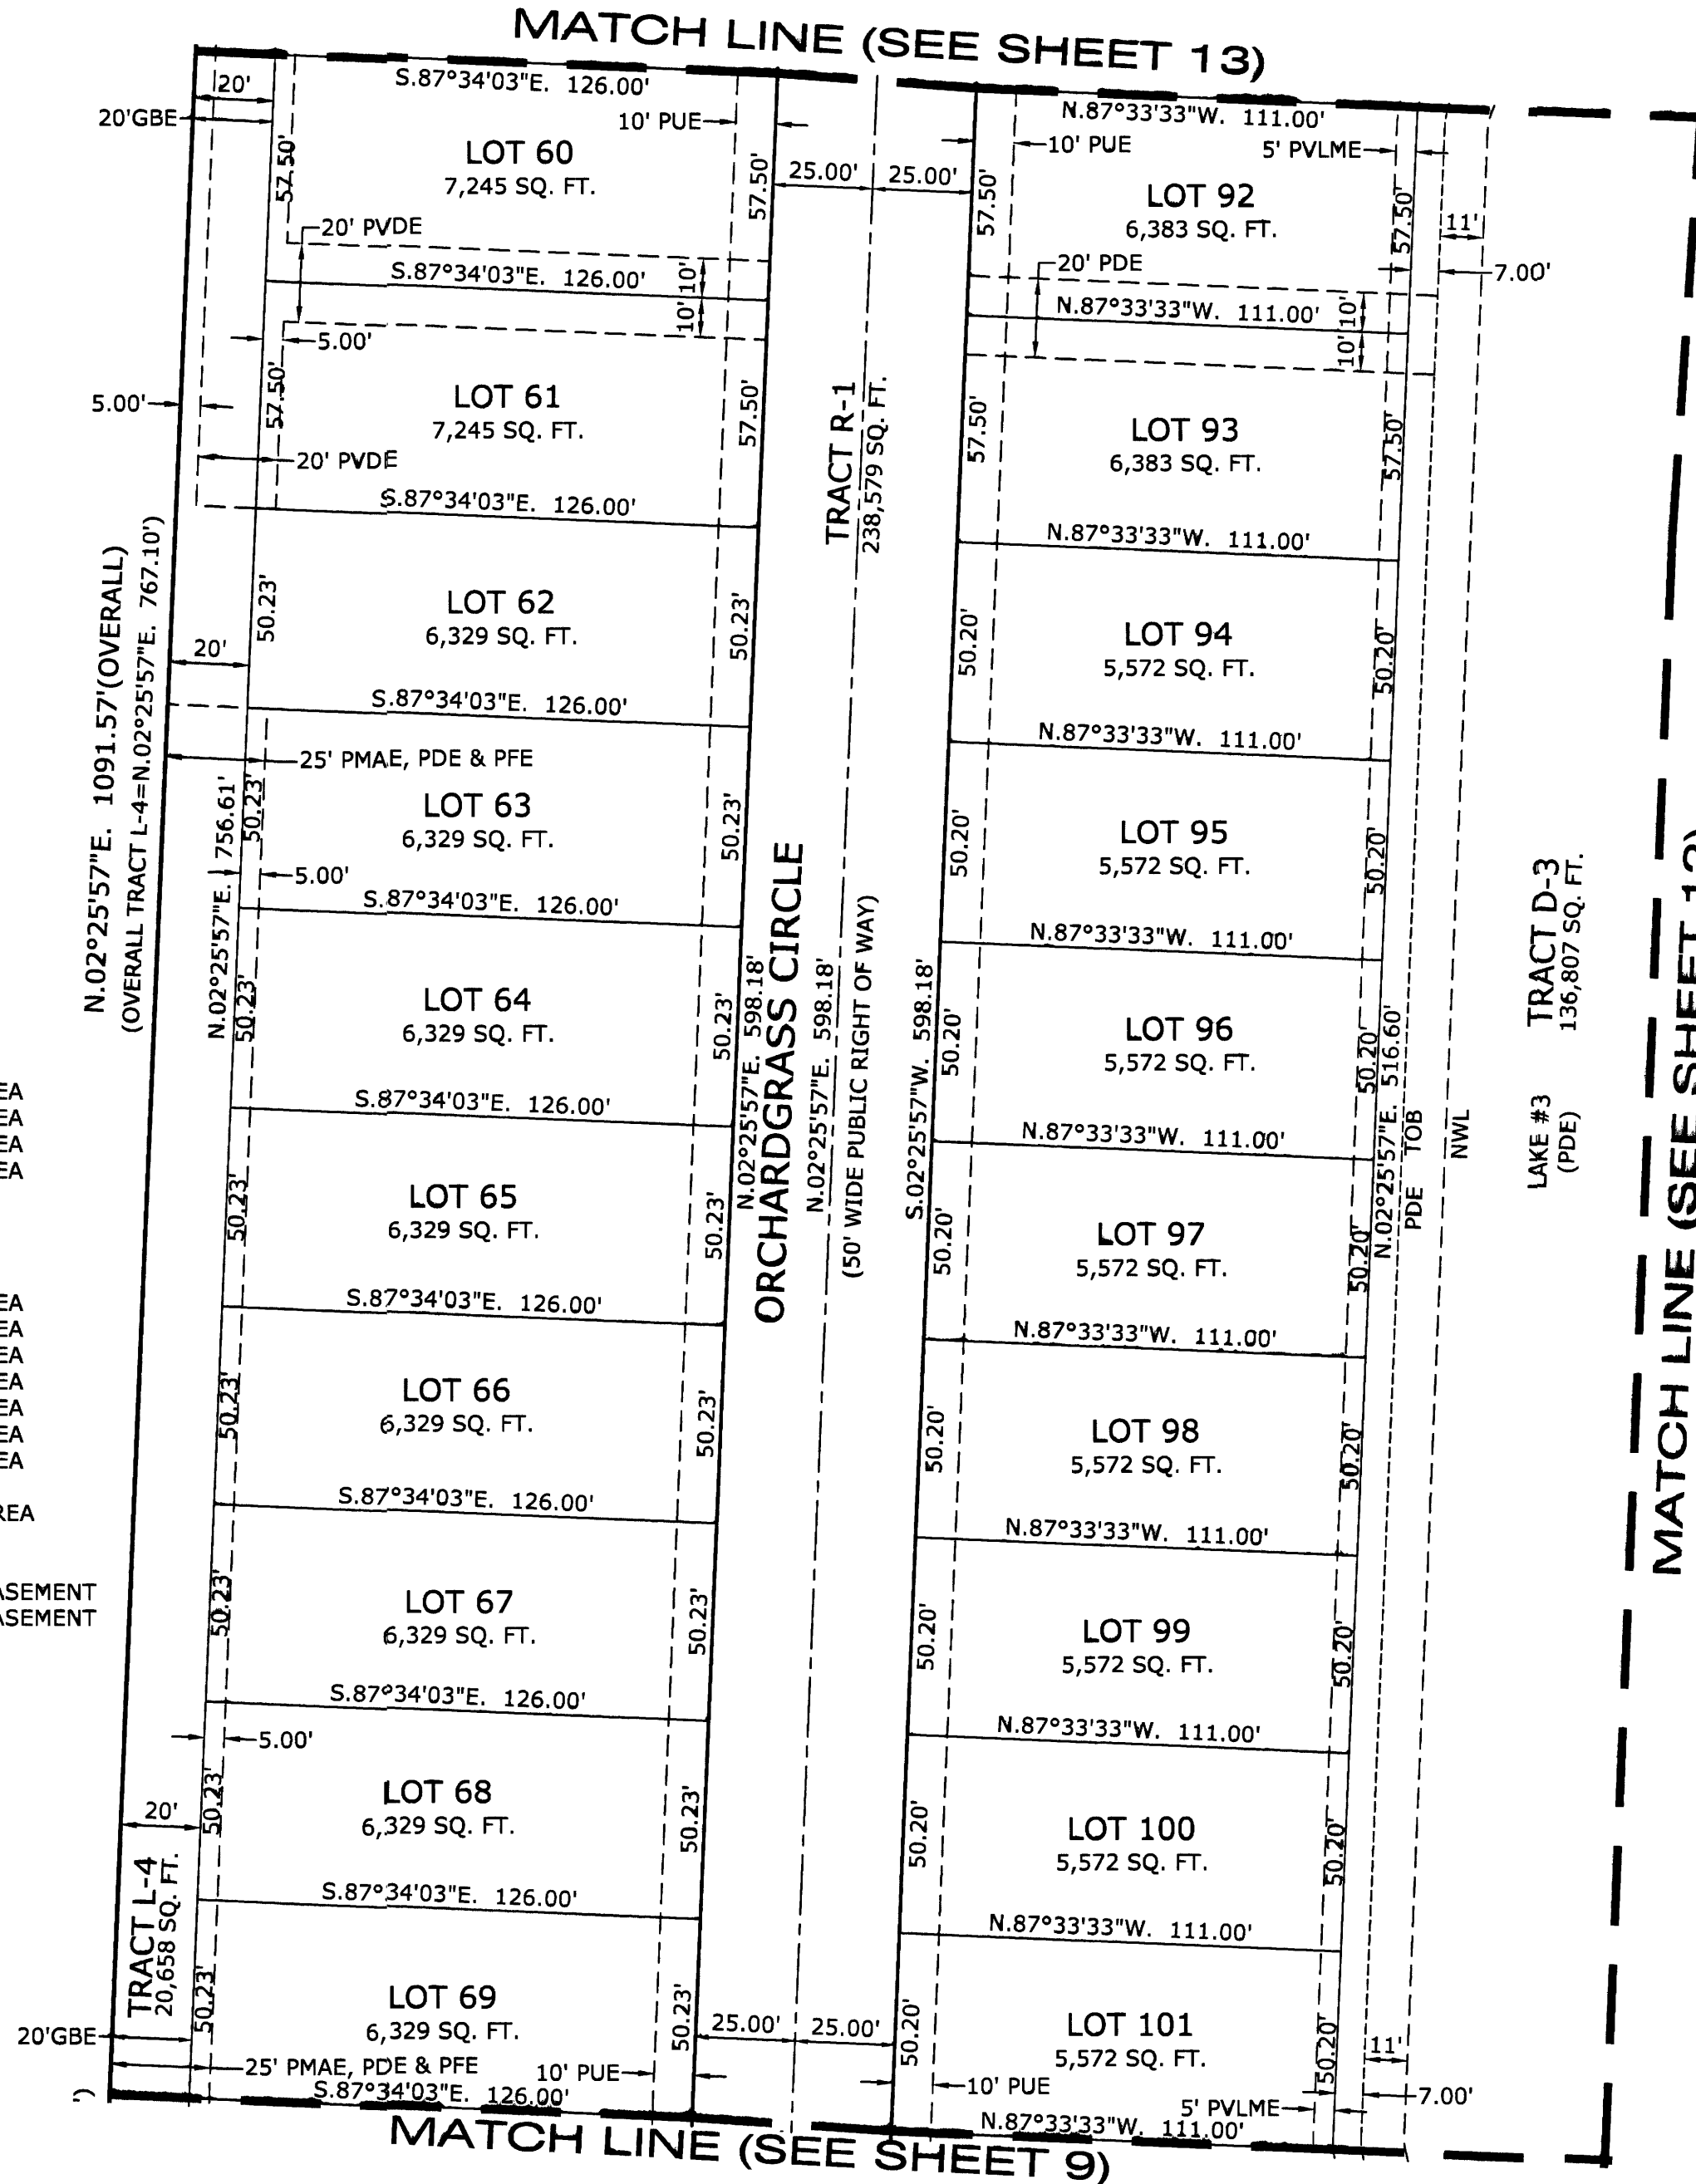 MATCH LINE (SEE SHEET 13)
S.87°34'03"E. 126.00'
20'
20'GBE
10' PUE
LOT 60
7,245 SQ. FT.
57.50'
57.50'
20' PVDE
S.87°34'03"E. 126.00'
10'
10'
5.00'
LOT 61
7,245 SQ. FT.
57.50'
57.50'
5.00'
20' PVDE
S.87°34'03"E. 126.00'
LOT 62
6,329 SQ. FT.
50.23'
50.23'
20'
S.87°34'03"E. 126.00'
25' PMAE, PDE & PFE
LOT 63
6,329 SQ. FT.
50.23'
50.23'
5.00'
S.87°34'03"E. 126.00'
LOT 64
6,329 SQ. FT.
50.23'
50.23'
S.87°34'03"E. 126.00'
LOT 65
6,329 SQ. FT.
50.23'
50.23'
S.87°34'03"E. 126.00'
LOT 66
6,329 SQ. FT.
50.23'
50.23'
S.87°34'03"E. 126.00'
LOT 67
6,329 SQ. FT.
50.23'
50.23'
S.87°34'03"E. 126.00'
5.00'
LOT 68
6,329 SQ. FT.
50.23'
50.23'
20'
S.87°34'03"E. 126.00'
LOT 69
6,329 SQ. FT.
50.23'
50.23'
20'GBE
25' PMAE, PDE & PFE
10' PUE
S.87°34'03"E. 126.00'
TRACT L-4
20,658 SQ. FT.
N.02°25'57"E. 1091.57'(OVERALL)
(OVERALL TRACT L-4=N.02°25'57"E. 767.10')
N.02°25'57"E. 756.61'
EA
EA
EA
EA
EA
EA
EA
EA
EA
EA
EA
REA
ASEMENT
ASEMENT
25.00' 25.00'
TRACT R-1
238,579 SQ. FT.
N.02°25'57"E. 598.18'
ORCHARDGRASS CIRCLE
N.02°25'57"E. 598.18'
(50' WIDE PUBLIC RIGHT OF WAY)
S.02°25'57"W. 598.18'
25.00' 25.00'
N.87°33'33"W. 111.00'
10' PUE
5' PVLME
LOT 92
6,383 SQ. FT.
57.50'
57.50'
11'
7.00'
20' PDE
N.87°33'33"W. 111.00'
10'
10'
LOT 93
6,383 SQ. FT.
57.50'
57.50'
N.87°33'33"W. 111.00'
LOT 94
5,572 SQ. FT.
50.20'
50.20'
N.87°33'33"W. 111.00'
LOT 95
5,572 SQ. FT.
50.20'
50.20'
N.87°33'33"W. 111.00'
LOT 96
5,572 SQ. FT.
50.20'
50.20'
N.87°33'33"W. 111.00'
LOT 97
5,572 SQ. FT.
50.20'
50.20'
N.87°33'33"W. 111.00'
LOT 98
5,572 SQ. FT.
50.20'
50.20'
N.87°33'33"W. 111.00'
LOT 99
5,572 SQ. FT.
50.20'
50.20'
N.87°33'33"W. 111.00'
LOT 100
5,572 SQ. FT.
50.20'
50.20'
N.87°33'33"W. 111.00'
LOT 101
5,572 SQ. FT.
50.20'
50.20'
11'
7.00'
10' PUE
5' PVLME
N.87°33'33"W. 111.00'
N.02°25'57"E. 516.60'
PDE TOB
NWL
LAKE #3
(PDE)
TRACT D-3
136,807 SQ. FT.
MATCH LINE (SEE SHEET 12)
MATCH LINE (SEE SHEET 9)